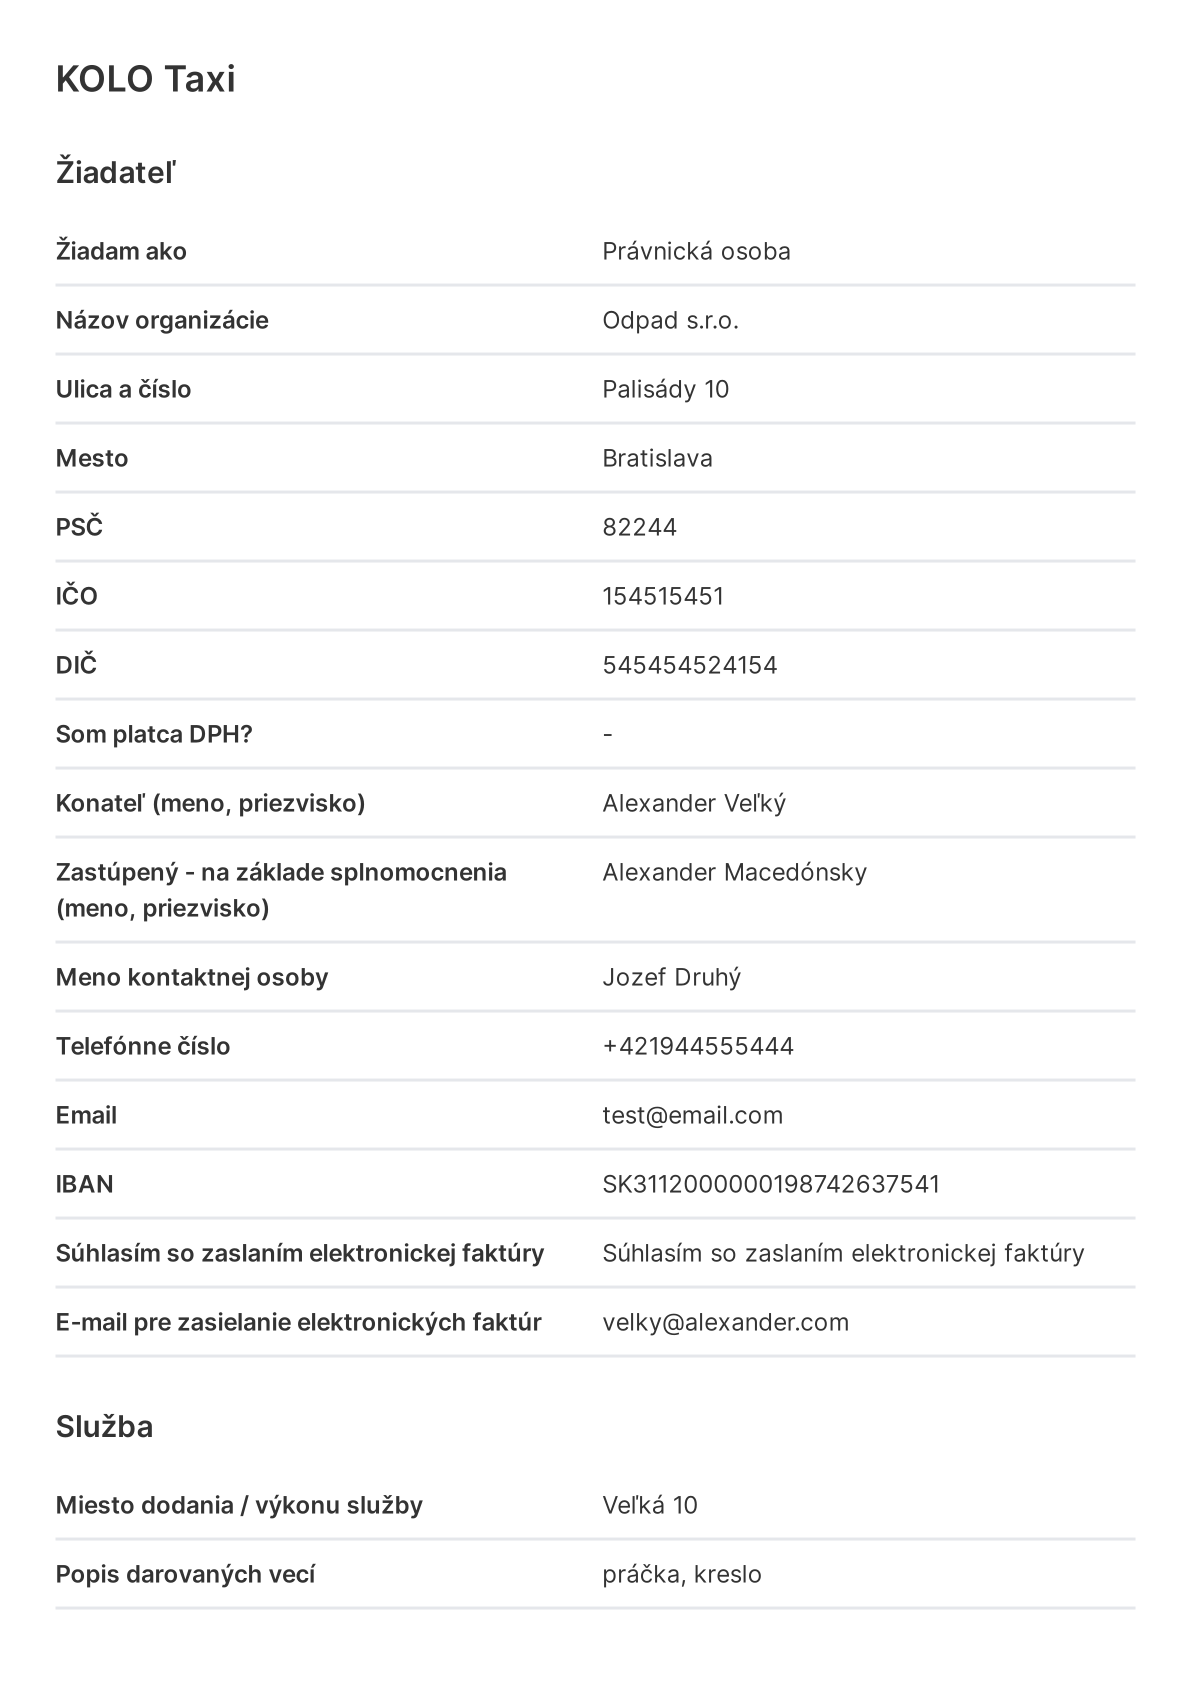 KOLO Taxi
Žiadateľ
Žiadam ako Právnická osoba
Názov organizácie Odpad s.r.o.
Ulica a číslo Palisády 10
Mesto Bratislava
PSČ 82244
IČO 154515451
DIČ 545454524154
Som platca DPH? -
Konateľ (meno, priezvisko) Alexander Veľký
Zastúpený - na základe splnomocnenia Alexander Macedónsky
(meno, priezvisko)
Meno kontaktnej osoby Jozef Druhý
Telefónne číslo +421944555444
Email test@email.com
IBAN SK3112000000198742637541
Súhlasím so zaslaním elektronickej faktúry Súhlasím so zaslaním elektronickej faktúry
E-mail pre zasielanie elektronických faktúr velky@alexander.com
Služba
Miesto dodania / výkonu služby Veľká 10
Popis darovaných vecí práčka, kreslo